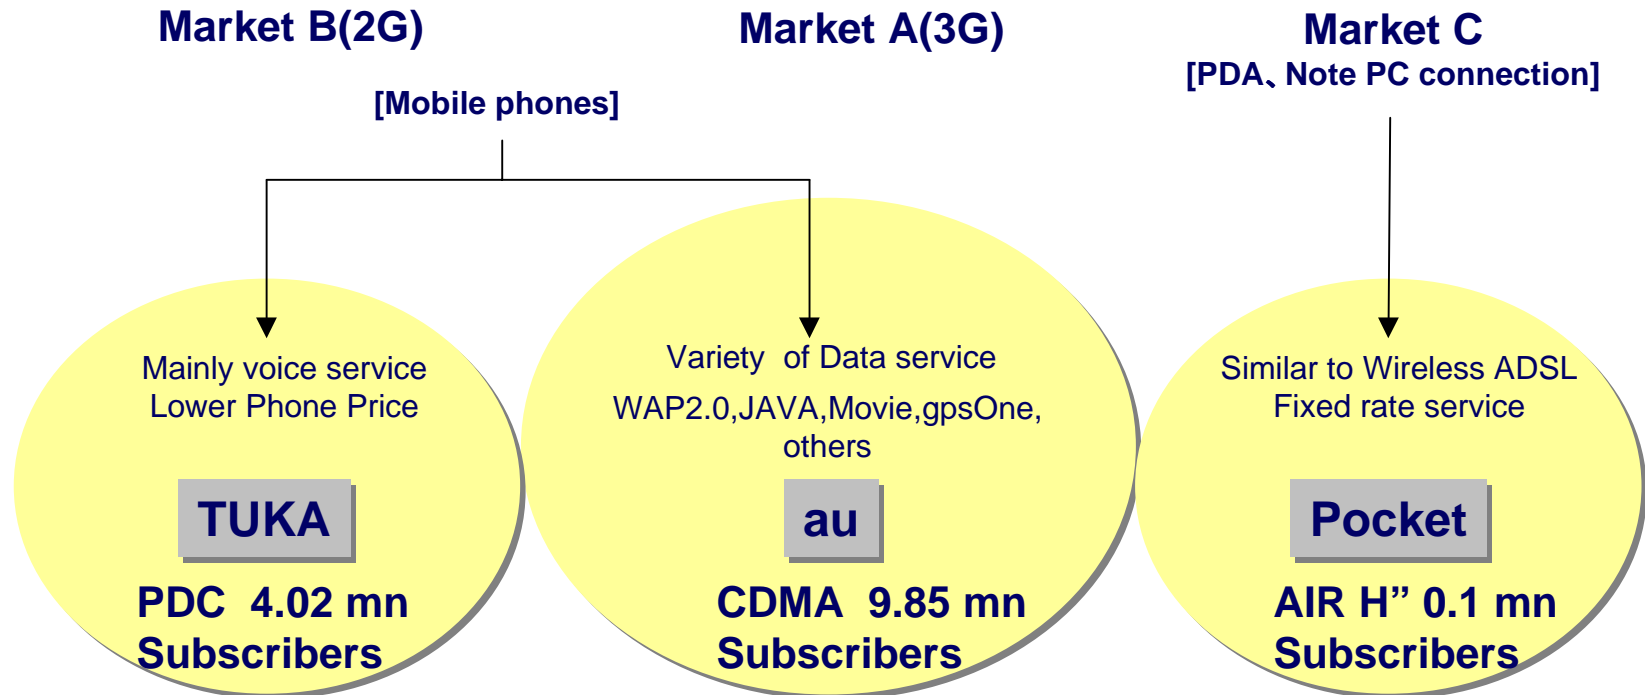 Market B(2G)
Market A(3G)
Market C
[PDA、Note PC connection]
[Mobile phones]
Mainly voice service
Lower Phone Price
TUKA
PDC 4.02 mn
Subscribers
Variety of Data service
WAP2.0,JAVA,Movie,gpsOne,
others
au
CDMA 9.85 mn
Subscribers
Similar to Wireless ADSL
Fixed rate service
Pocket
AIR H” 0.1 mn
Subscribers